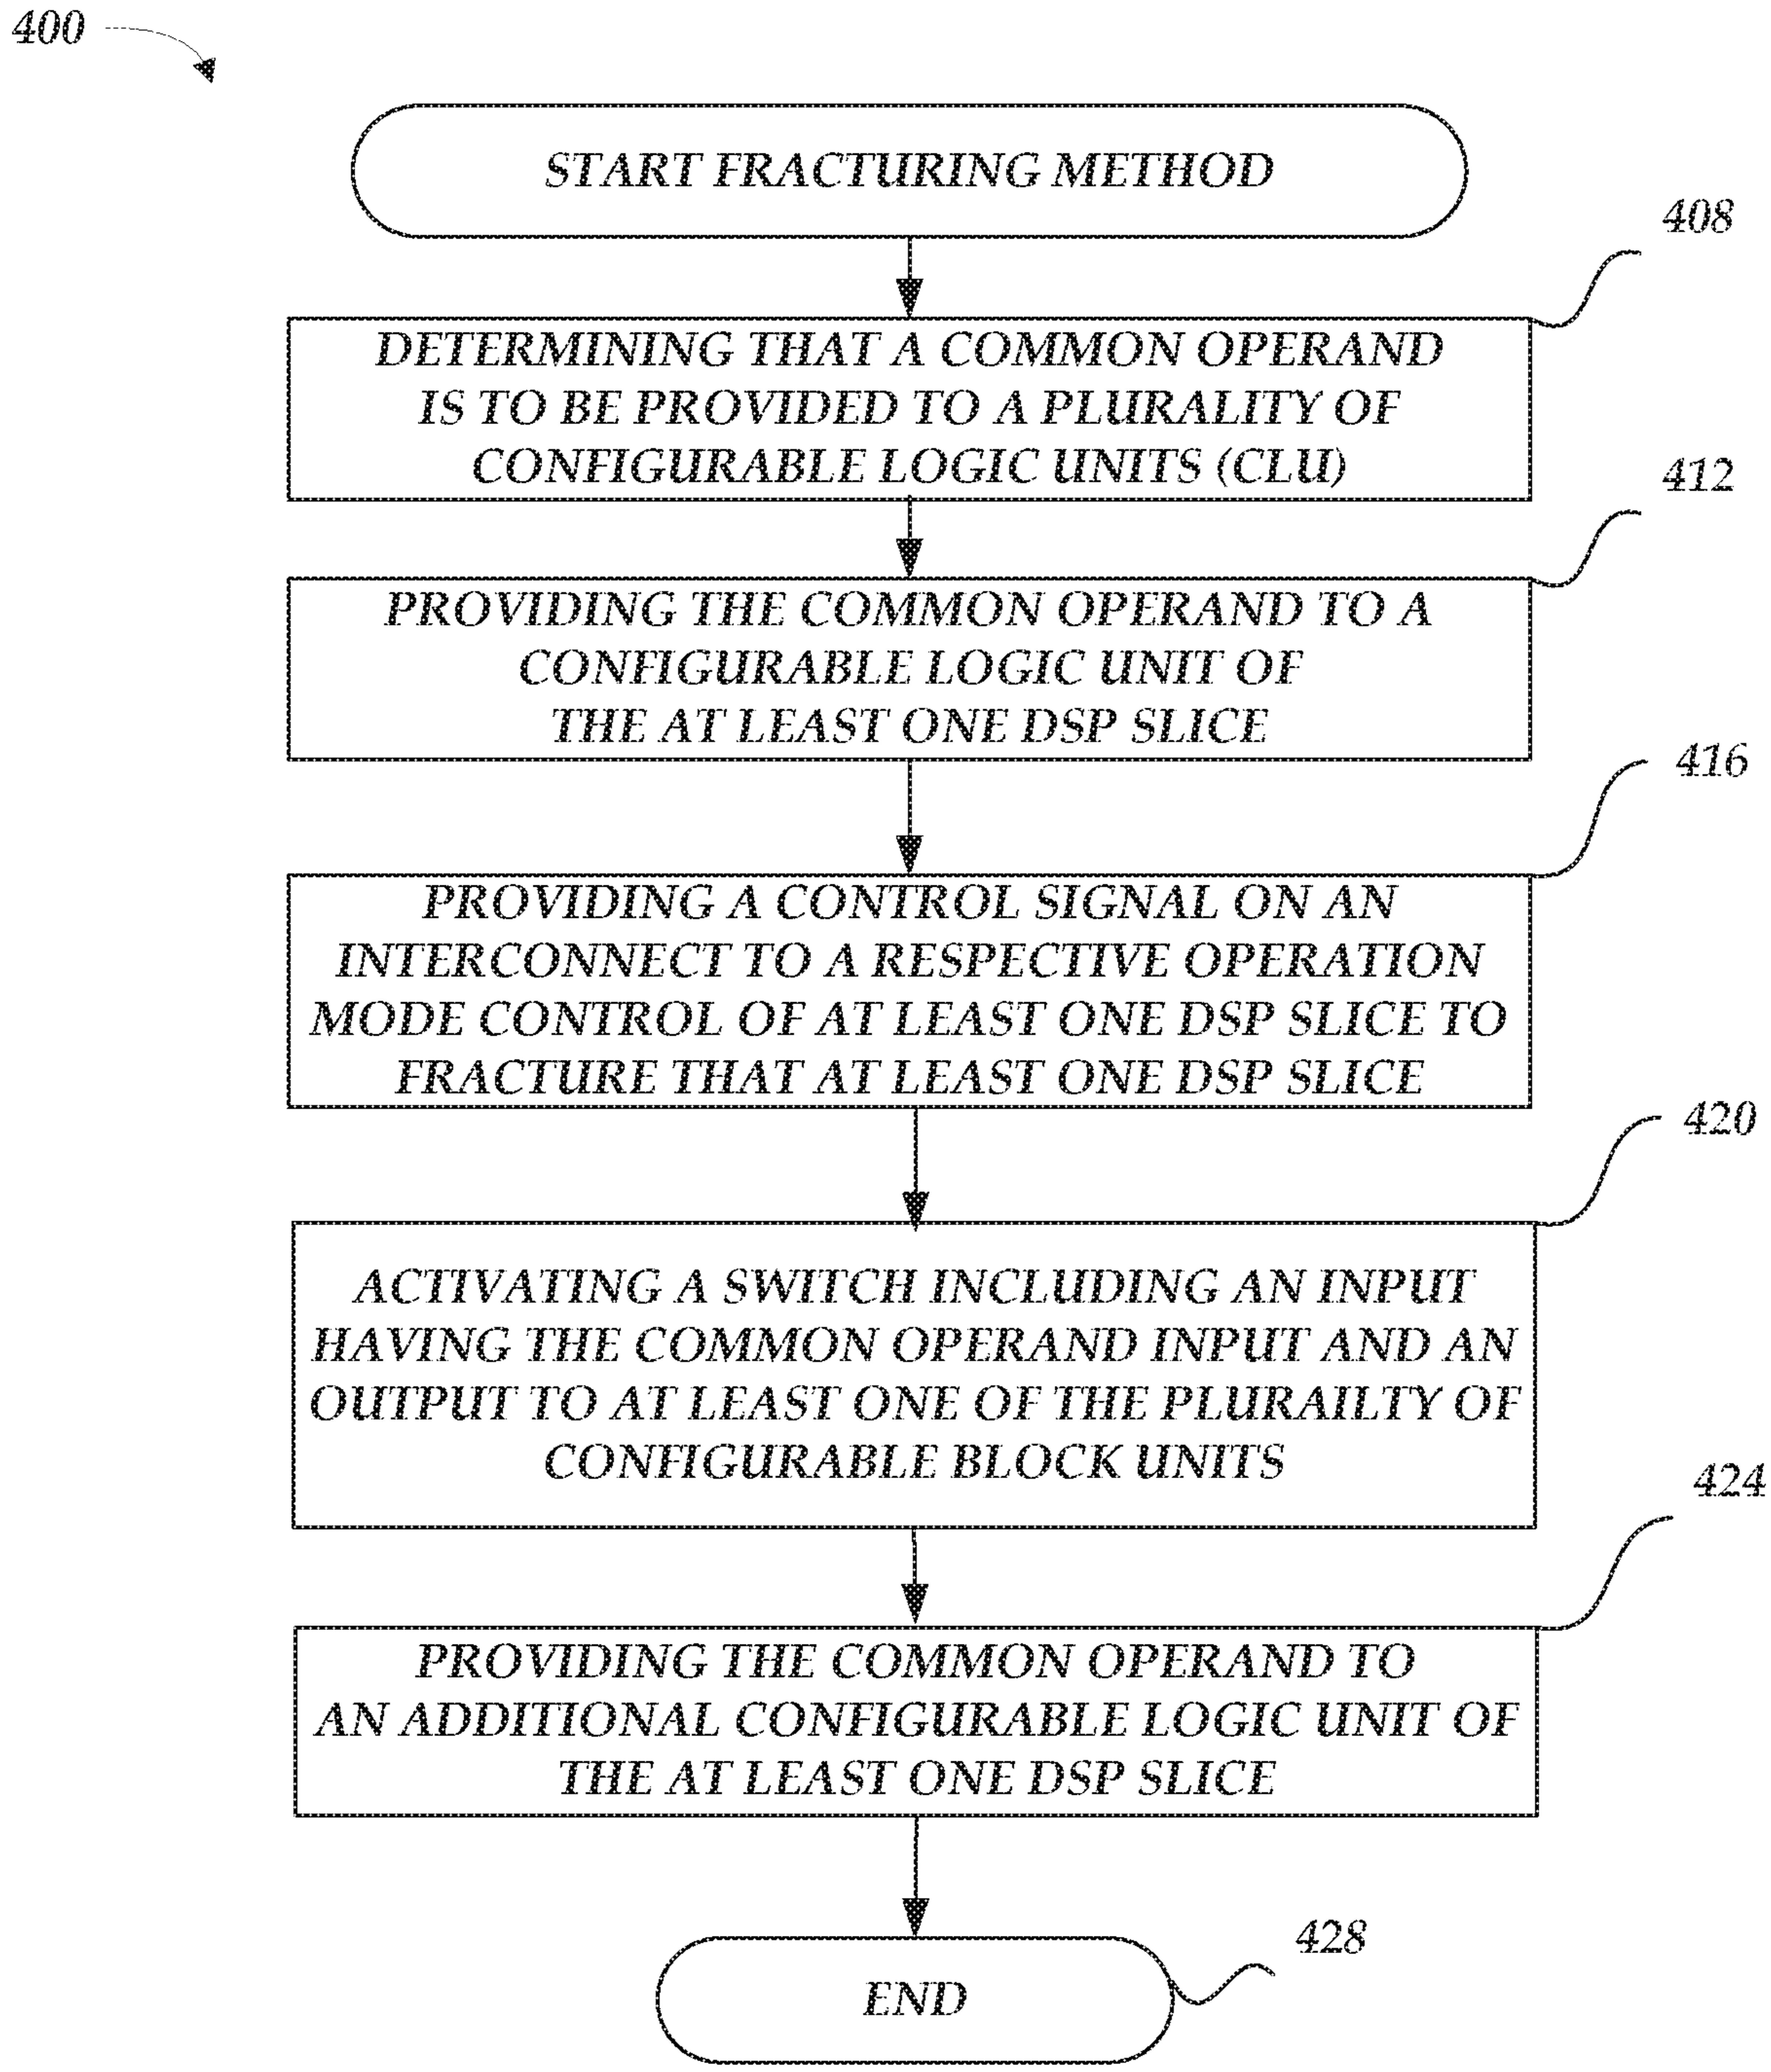 400
START FRACTURING METHOD
408
DETERMINING THAT A COMMON OPERAND
IS TO BE PROVIDED TO A PLURALITY OF
CONFIGURABLE LOGIC UNITS (CLU)
412
PROVIDING THE COMMON OPERAND TO A
CONFIGURABLE LOGIC UNIT OF
THE AT LEAST ONE DSP SLICE
416
PROVIDING A CONTROL SIGNAL ON AN
INTERCONNECT TO A RESPECTIVE OPERATION
MODE CONTROL OF AT LEAST ONE DSP SLICE TO
FRACTURE THAT AT LEAST ONE DSP SLICE
420
ACTIVATING A SWITCH INCLUDING AN INPUT
HAVING THE COMMON OPERAND INPUT AND AN
OUTPUT TO AT LEAST ONE OF THE PLURAILTY OF
CONFIGURABLE BLOCK UNITS
424
PROVIDING THE COMMON OPERAND TO
AN ADDITIONAL CONFIGURABLE LOGIC UNIT OF
THE AT LEAST ONE DSP SLICE
428
END